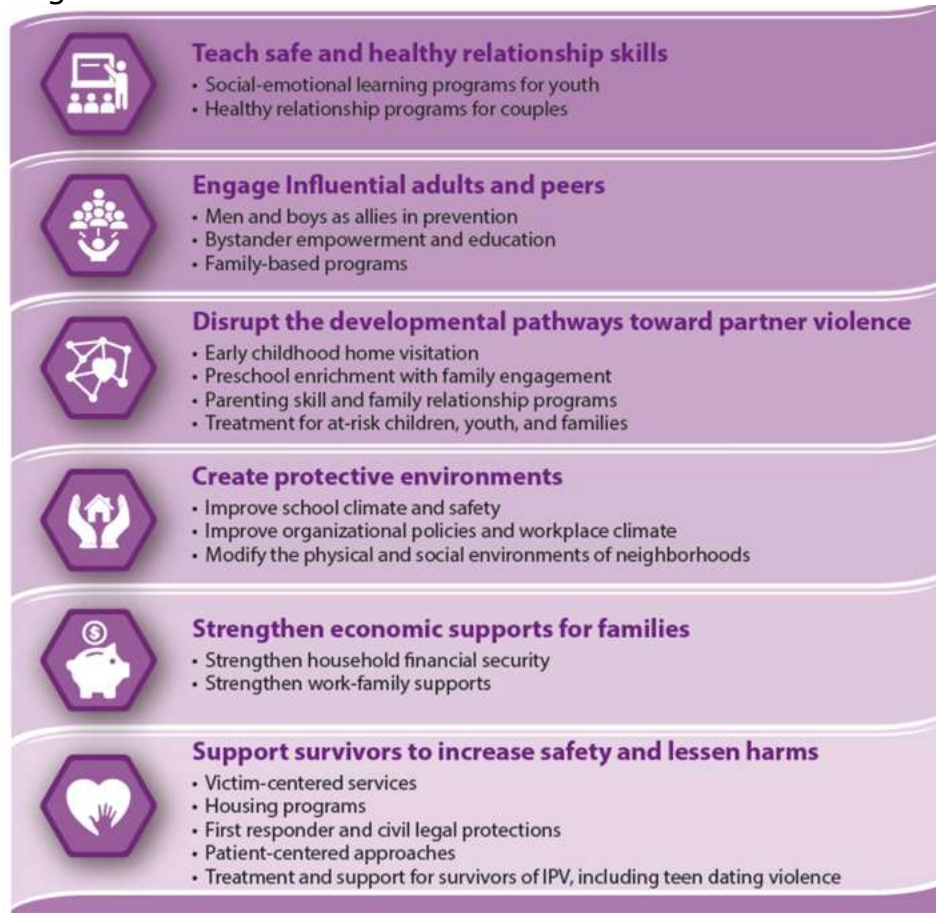 Teach safe and healthy relationship skills
• Social-emotional learning programs for youth
• Healthy relationship programs for couples
Engage Influential adults and peers
• Men and boys as allies in prevention
• Bystander empowerment and education
• Family-based programs
Disrupt the developmental pathways toward partner violence
• Early childhood home visitation
• Preschool enrichment with family engagement
• Parenting skill and family relationship programs
• Treatment for at-risk children, youth, and families
Create protective environments
• Improve school climate and safety
• Improve organizational policies and workplace climate
• Modify the physical and social environments of neighborhoods
$
Strengthen economic supports for families
• Strengthen household financial security
• Strengthen work-family supports
Support survivors to increase safety and lessen harms
• Victim-centered services
• Housing programs
• First responder and civil legal protections
• Patient-centered approaches
• Treatment and support for survivors of IPV, including teen dating violence